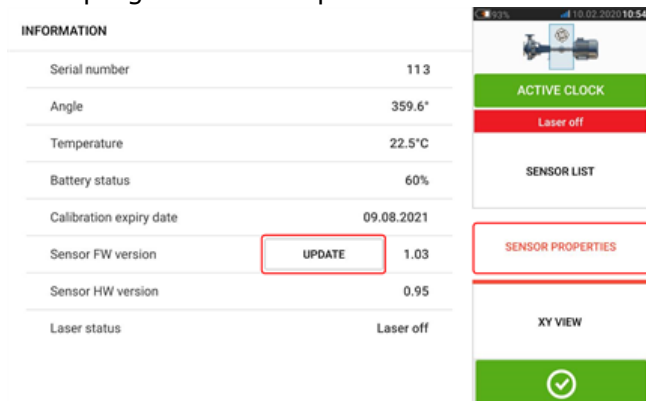 INFORMATION
Serial number 113
Angle 359.6°
Temperature 22.5°C
Battery status 60%
Calibration expiry date 09.08.2021
Sensor FW version UPDATE 1.03
Sensor HW version 0.95
Laser status Laser off
93% 10.02.2020 10:54
ACTIVE CLOCK
Laser off
SENSOR LIST
SENSOR PROPERTIES
XY VIEW